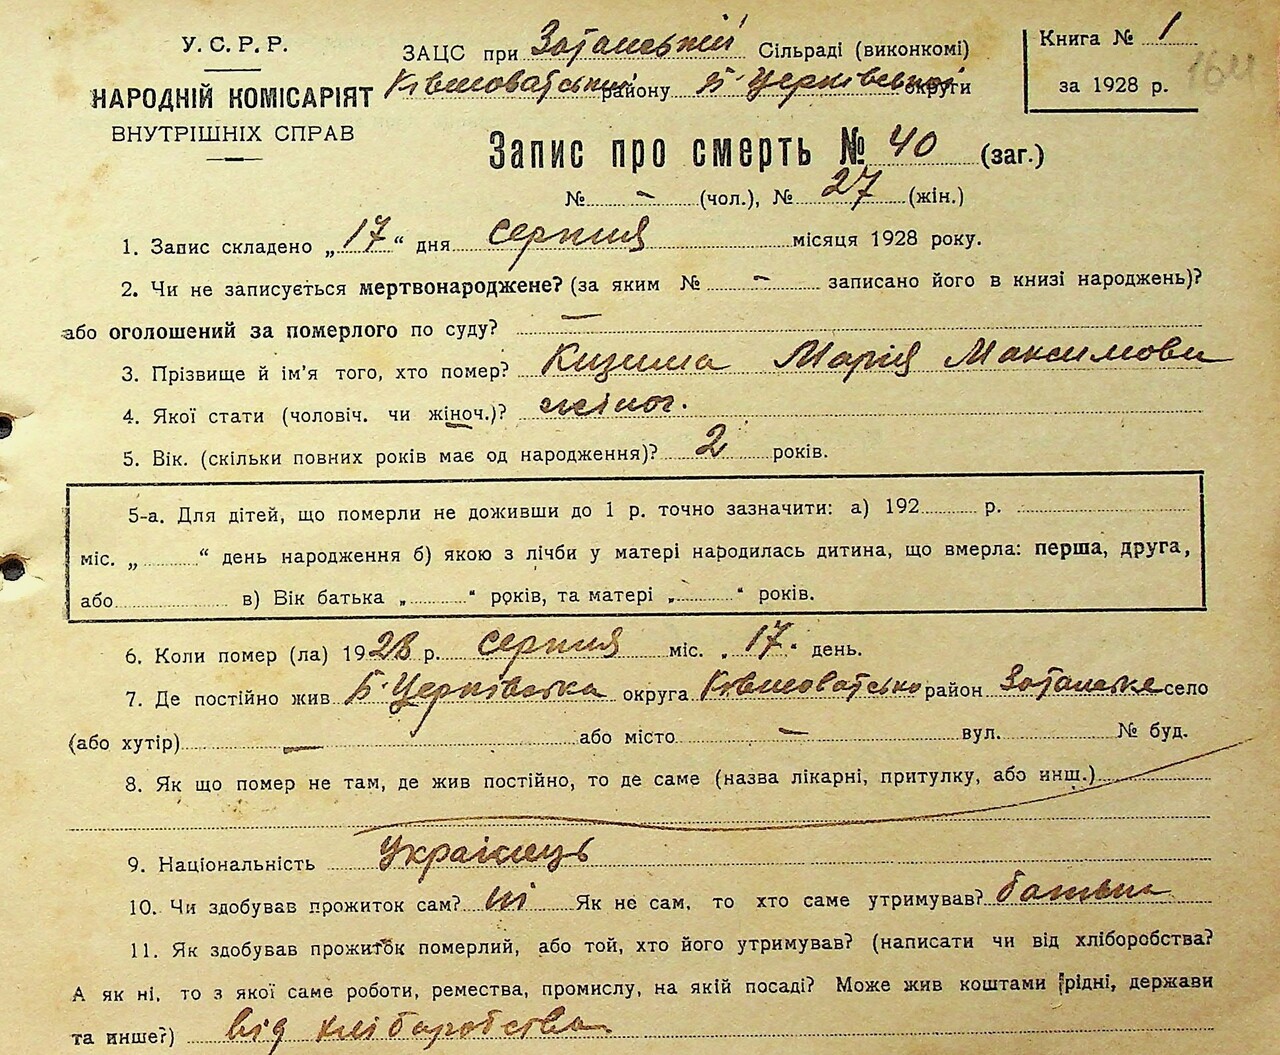 У.С.Р.Р.
НАРОДНІЙ КОМІСАРІЯТ
ВНУТРІШНІХ СПРАВ
ЗАЦС при Зотанській Сільраді (виконкомі)
Ківшоватський району Б-Церківської округи
Книга № 1
за 1928 р.
164
Запис про смерть № 40 (заг.)
№ - (чол.), № 27 (жін.)
1. Запис складено „17“ дня серпня місяця 1928 року.
2. Чи не записується мертвонароджене? (за яким № - записано його в книзі народжень)?
або оголошений за померлого по суду? —
3. Прізвище й ім'я того, хто помер? Кизима Марія Максимовн
4. Якої стати (чоловіч. чи жіноч.)? жіноч.
5. Вік. (скільки повних років має од народження)? 2 років.
5-а. Для дітей, що померли не доживши до 1 р. точно зазначити: а) 192 р.
міс. „ “ день народження б) якою з лічби у матері народилась дитина, що вмерла: перша, друга,
або в) Вік батька „ “ років, та матері „ “ років.
6. Коли помер (ла) 1928 р. серпня міс. „17“ день.
7. Де постійно жив Б-Церківська округа Ківшоватсько район Зотанське село
(або хутір) — або місто — вул. № буд.
8. Як що помер не там, де жив постійно, то де саме (назва лікарні, притулку, або инш.)
9. Національність Українець
10. Чи здобував прожиток сам? ні Як не сам, то хто саме утримував? батьки
11. Як здобував прожиток померлий, або той, хто його утримував? (написати чи від хліборобства?
А як ні, то з якої саме роботи, ремества, промислу, на якій посаді? Може жив коштами рідні, держави
та инше?) від хліборобства